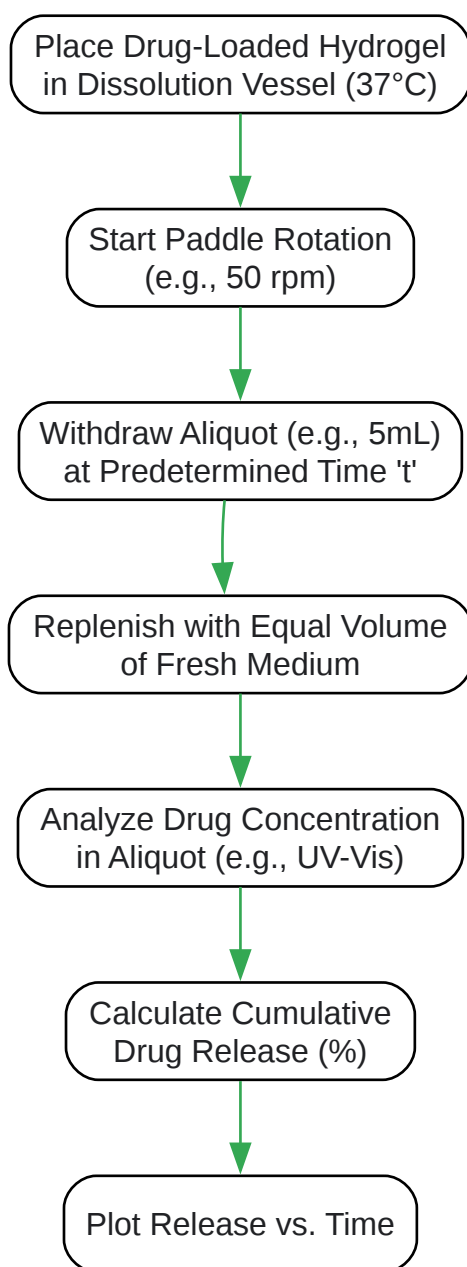 Place Drug-Loaded Hydrogel
in Dissolution Vessel (37°C)
Start Paddle Rotation
(e.g., 50 rpm)
Withdraw Aliquot (e.g., 5mL)
at Predetermined Time 't'
Replenish with Equal Volume
of Fresh Medium
Analyze Drug Concentration
in Aliquot (e.g., UV-Vis)
Calculate Cumulative
Drug Release (%)
Plot Release vs. Time